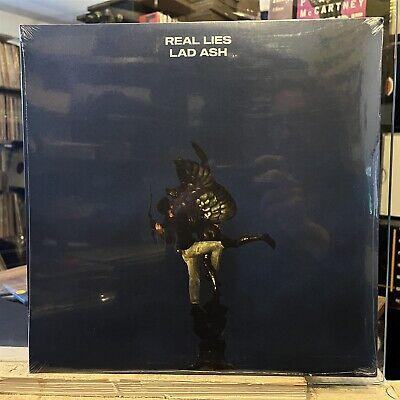 REAL LIES
LAD ASH
McCARTNEY